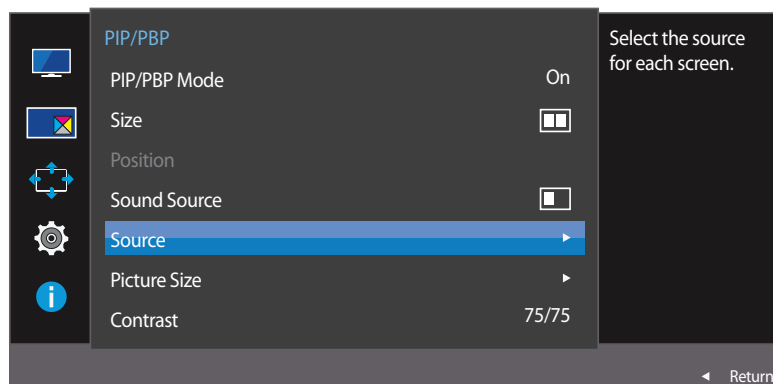 PIP/PBP
PIP/PBP Mode On
Size
Position
Sound Source
Source
Picture Size
Contrast 75/75
Select the source
for each screen.
Return